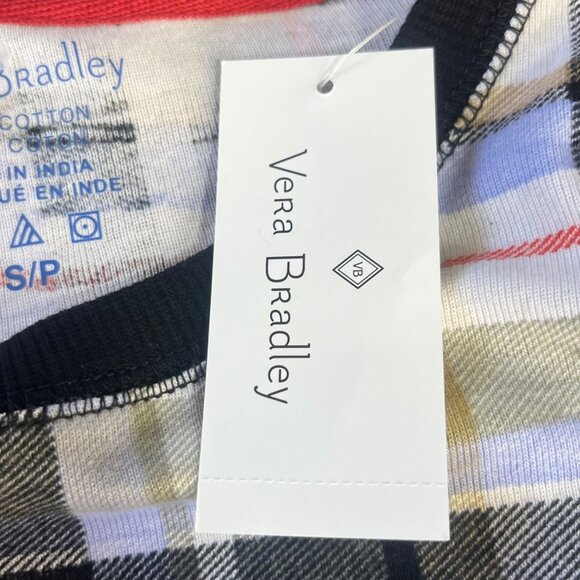 Bradley
COTTON
COTON
IN INDIA
UÉ EN INDE
S/P
Vera Bradley
VB